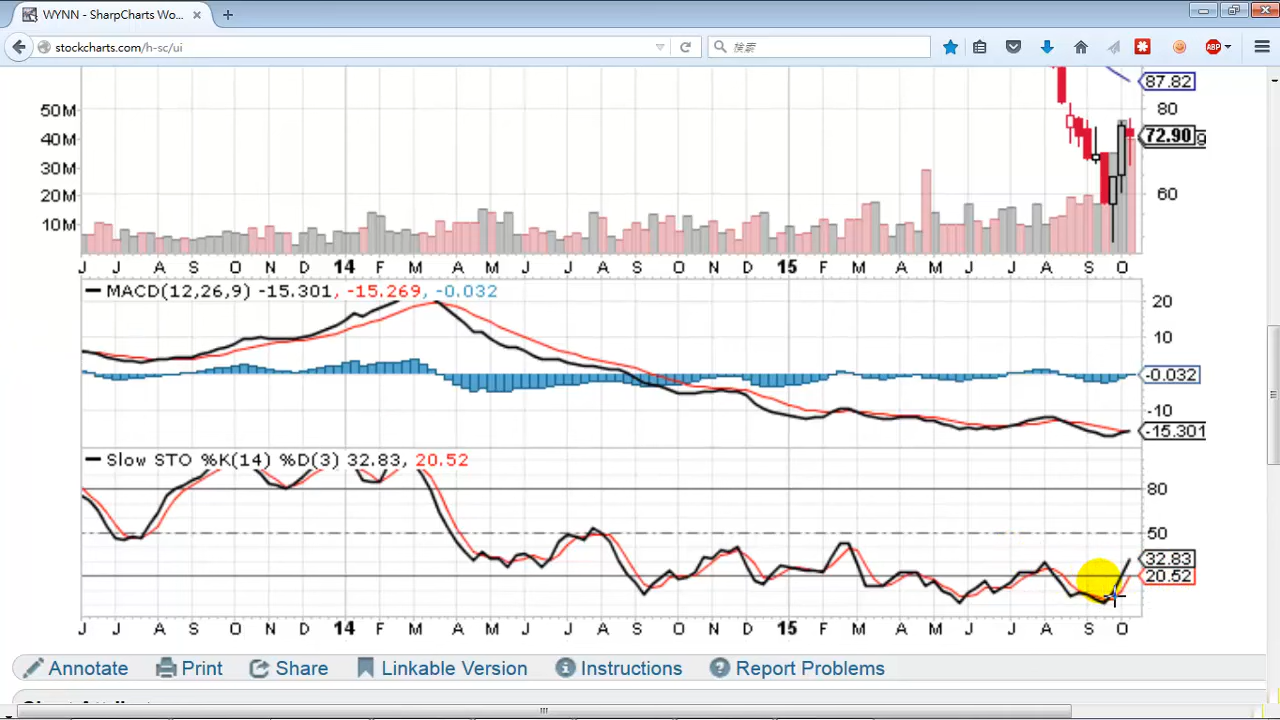 WYNN - SharpCharts Wo...
stockcharts.com/h-sc/ui
検索
ABP
87.82
50M 80
40M 72.90
30M
20M 60
10M
J J A S O N D 14 F M A M J J A S O N D 15 F M A M J J A S O
MACD(12,26,9) -15.301, -15.269, -0.032
20
10
-0.032
-10
-15.301
Slow STO %K(14) %D(3) 32.83, 20.52
80
50
32.83
20.52
J J A S O N D 14 F M A M J J A S O N D 15 F M A M J J A S O
Annotate Print Share Linkable Version Instructions Report Problems